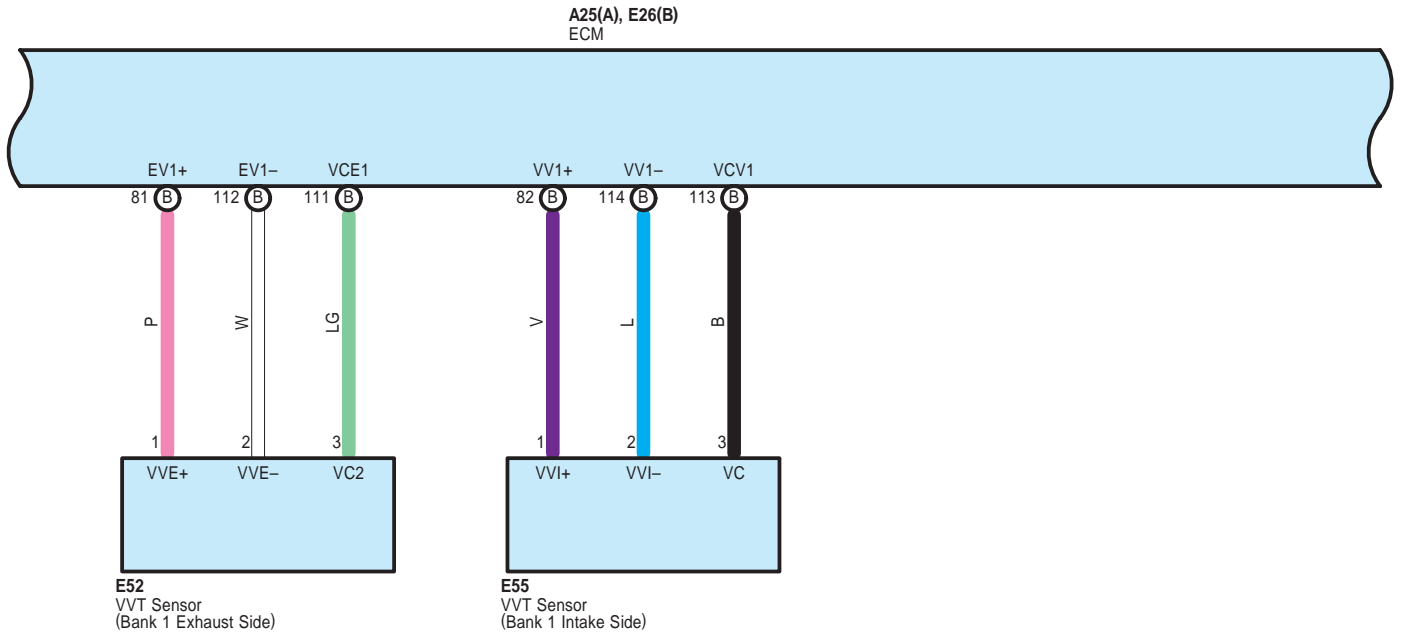 A25(A), E26(B)
ECM
EV1+ EV1– VCE1 VV1+ VV1– VCV1
81 B 112 B 111 B 82 B 114 B 113 B
P W LG V L B
1 2 3 1 2 3
VVE+ VVE– VC2 VVI+ VVI– VC
E52
VVT Sensor
(Bank 1 Exhaust Side)
E55
VVT Sensor
(Bank 1 Intake Side)